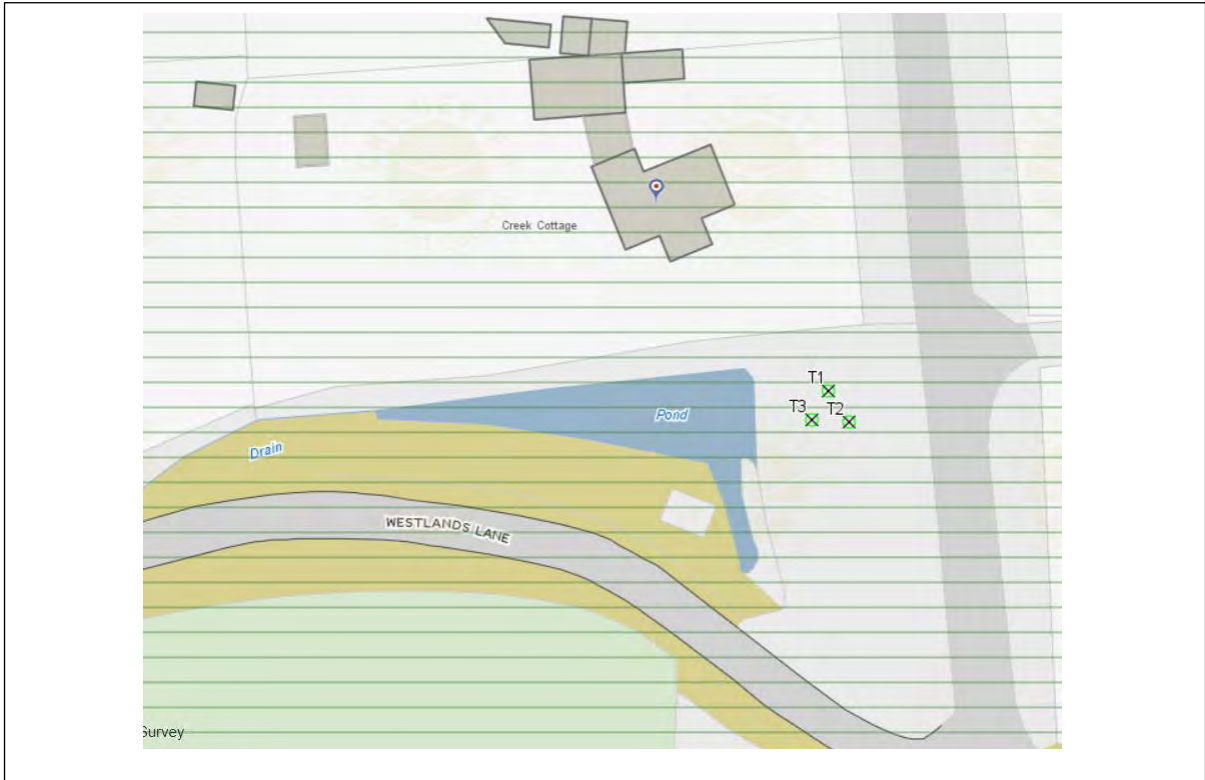 Creek Cottage
T1
T3
T2
Pond
Drain
WESTLANDS LANE
Survey